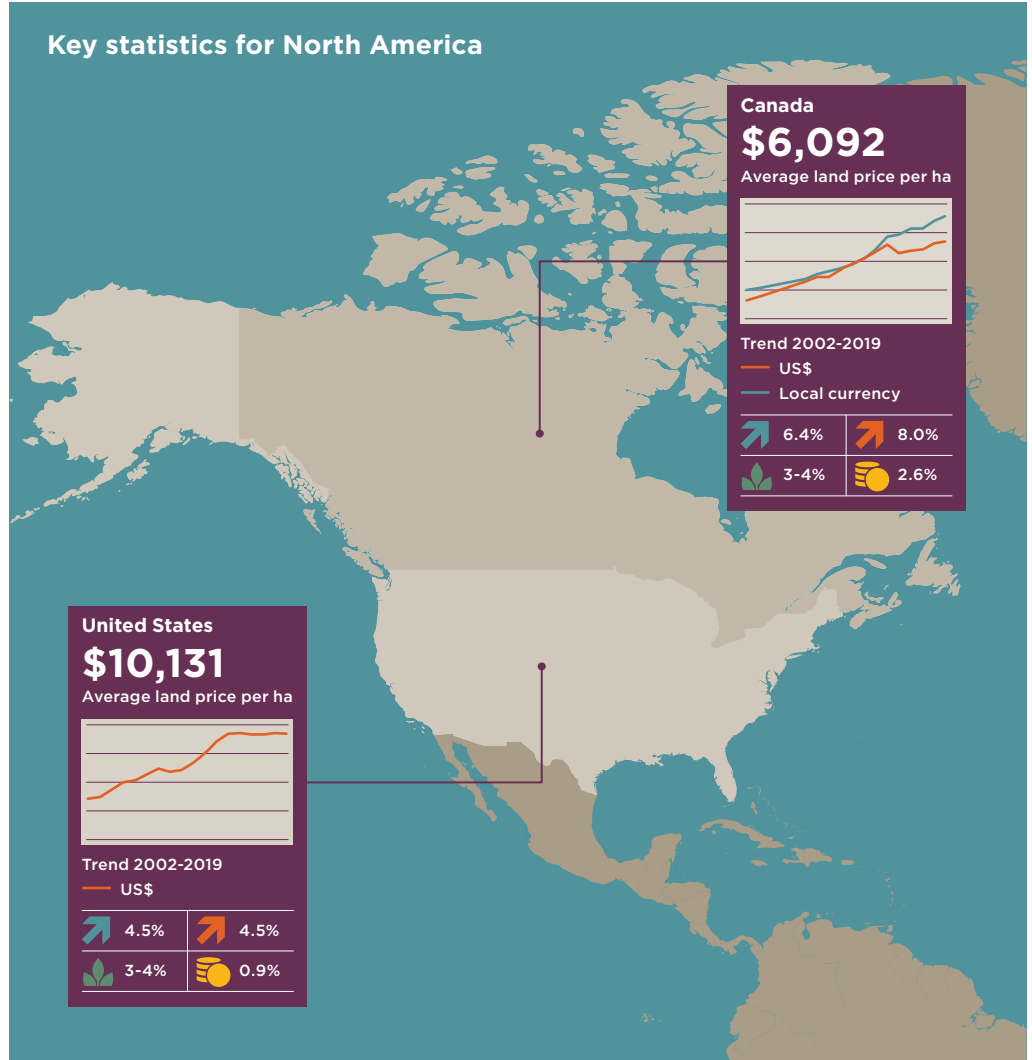 Key statistics for North America
Canada
$6,092
Average land price per ha
Trend 2002-2019
US$
Local currency
6.4%
8.0%
3-4%
2.6%
United States
$10,131
Average land price per ha
Trend 2002-2019
US$
4.5%
4.5%
3-4%
0.9%